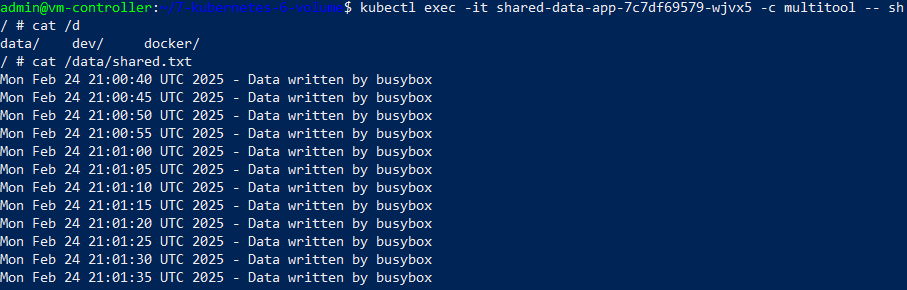 admin@vm-controller:~/7-kubernetes-6-volume$ kubectl exec -it shared-data-app-7c7df69579-wjvx5 -c multitool -- sh
/ # cat /d
data/    dev/     docker/
/ # cat /data/shared.txt
Mon Feb 24 21:00:40 UTC 2025 - Data written by busybox
Mon Feb 24 21:00:45 UTC 2025 - Data written by busybox
Mon Feb 24 21:00:50 UTC 2025 - Data written by busybox
Mon Feb 24 21:00:55 UTC 2025 - Data written by busybox
Mon Feb 24 21:01:00 UTC 2025 - Data written by busybox
Mon Feb 24 21:01:05 UTC 2025 - Data written by busybox
Mon Feb 24 21:01:10 UTC 2025 - Data written by busybox
Mon Feb 24 21:01:15 UTC 2025 - Data written by busybox
Mon Feb 24 21:01:20 UTC 2025 - Data written by busybox
Mon Feb 24 21:01:25 UTC 2025 - Data written by busybox
Mon Feb 24 21:01:30 UTC 2025 - Data written by busybox
Mon Feb 24 21:01:35 UTC 2025 - Data written by busybox